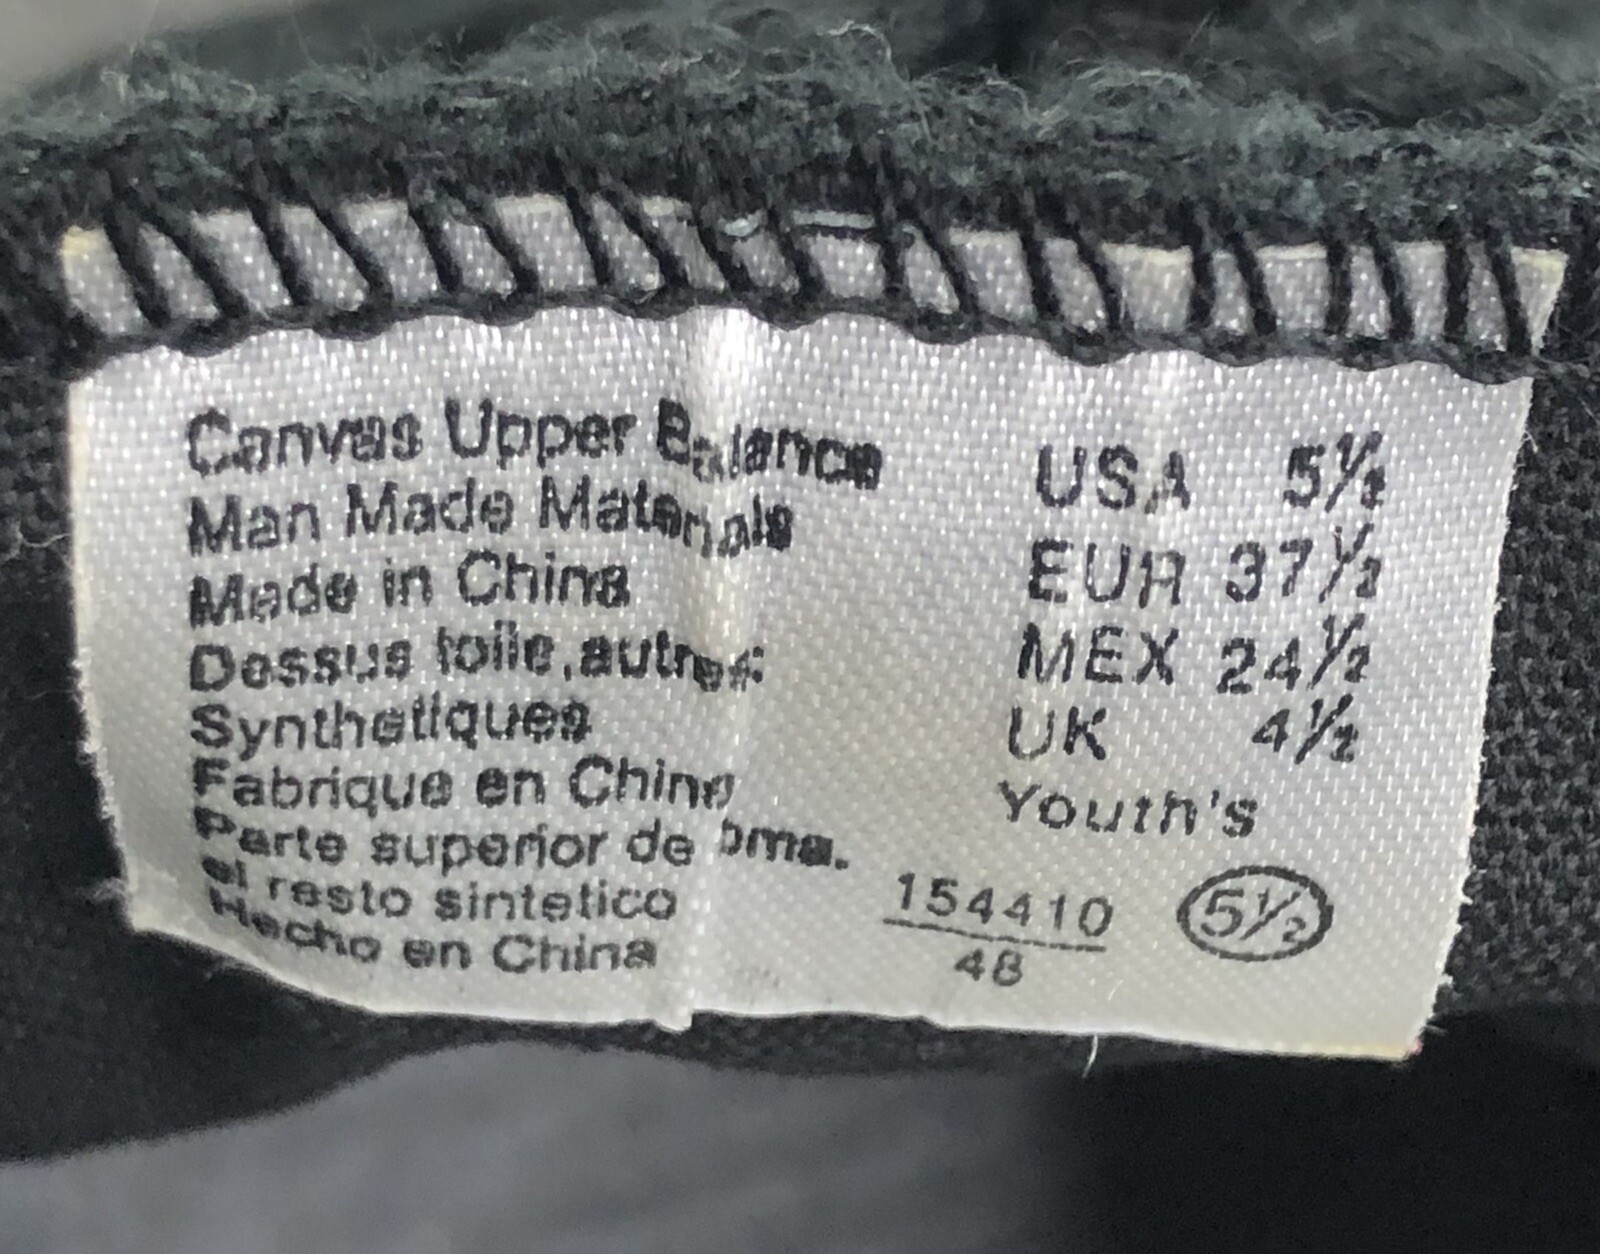 Canvas Upper Balance
Man Made Materials
Made in China
Dessus toile,autres:
Synthetiques
Fabrique en Chine
Parte superior de
el resto sintetico
Hecho en China
USA 5½
EUR 37½
MEX 24½
UK 4½
Youth's
154410
48
5½